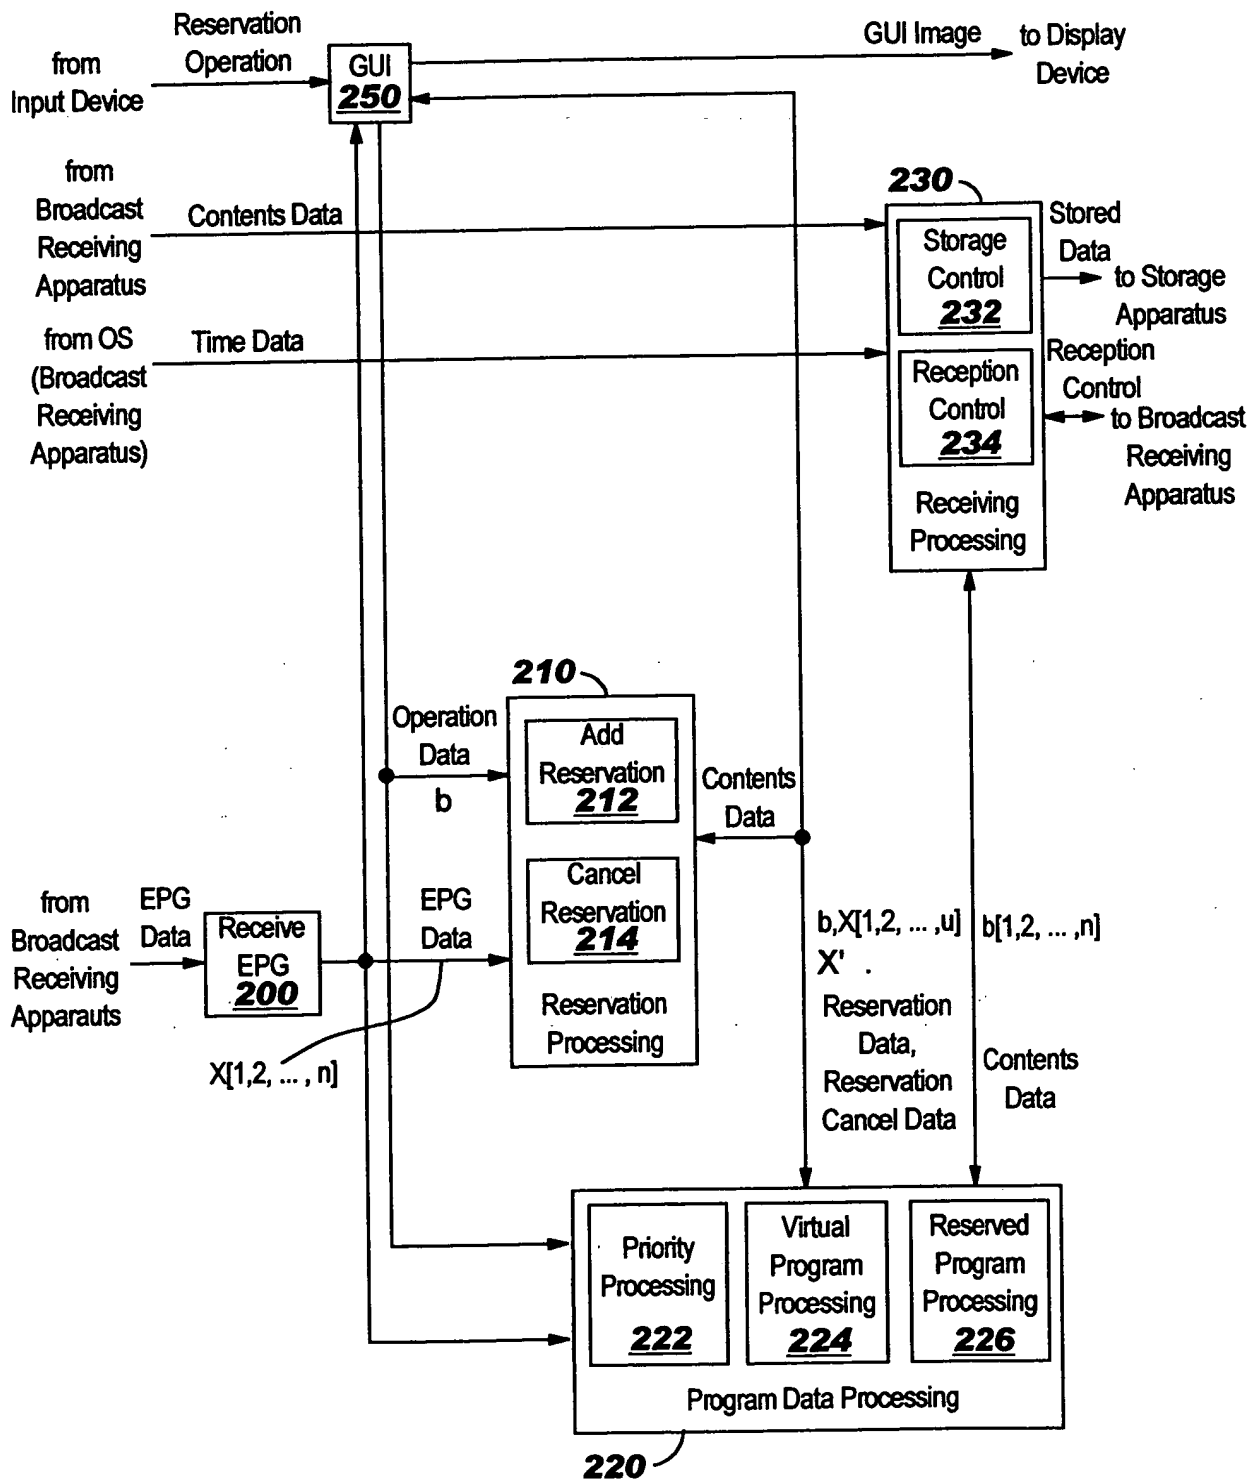 Reservation
Operation
from
Input Device
GUI
250
GUI Image
to Display
Device
from
Broadcast
Receiving
Apparatus
Contents Data
from OS
(Broadcast
Receiving
Apparatus)
Time Data
230
Storage
Control
232
Reception
Control
234
Receiving
Processing
Stored
Data
to Storage
Apparatus
Reception
Control
to Broadcast
Receiving
Apparatus
210
Operation
Data
b
Add
Reservation
212
Cancel
Reservation
214
Reservation
Processing
Contents
Data
from
Broadcast
Receiving
Apparauts
EPG
Data
Receive
EPG
200
EPG
Data
X[1,2, ... , n]
b,X[1,2, ... ,u]
X' .
Reservation
Data,
Reservation
Cancel Data
b[1,2, ... ,n]
Contents
Data
Priority
Processing
222
Virtual
Program
Processing
224
Reserved
Program
Processing
226
Program Data Processing
220